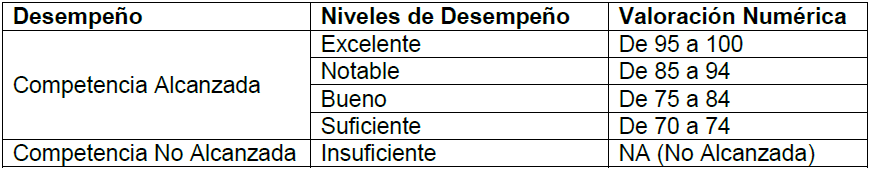 Desempeño Niveles de Desempeño Valoración Numérica
Competencia Alcanzada Excelente De 95 a 100
Notable De 85 a 94
Bueno De 75 a 84
Suficiente De 70 a 74
Competencia No Alcanzada Insuficiente NA (No Alcanzada)